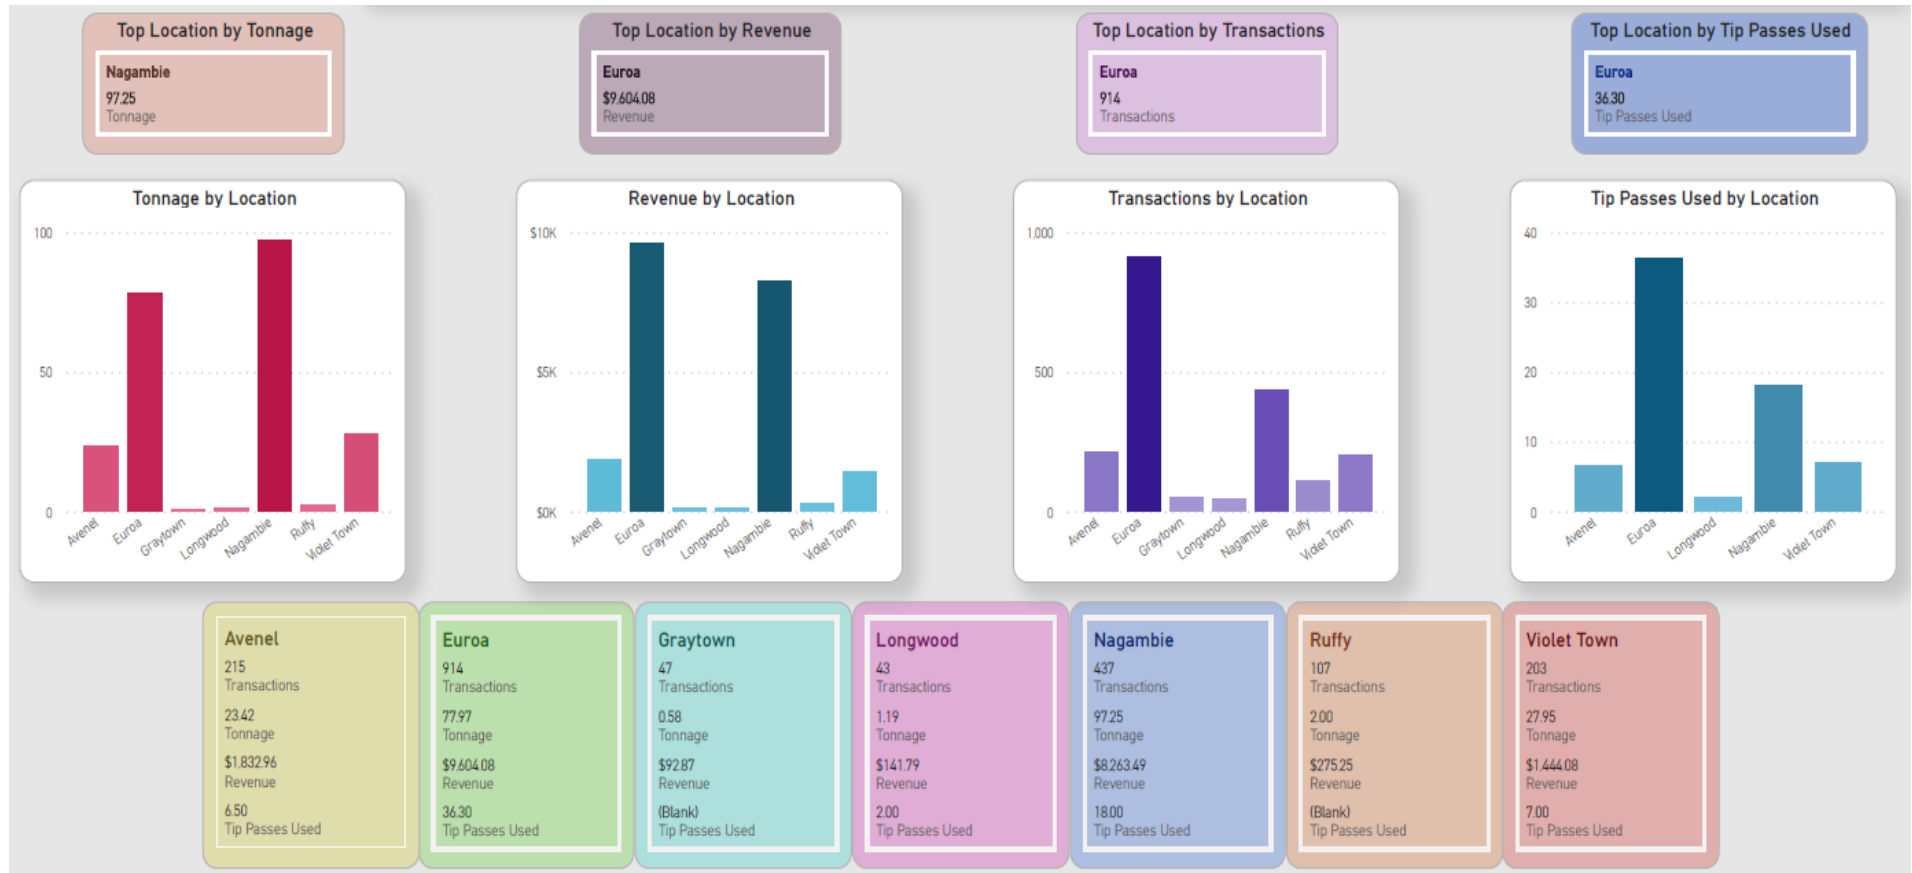 Top Location by Tonnage
Nagambie
97.25
Tonnage
Top Location by Revenue
Euroa
$9,604.08
Revenue
Top Location by Transactions
Euroa
914
Transactions
Top Location by Tip Passes Used
Euroa
36.30
Tip Passes Used
Tonnage by Location
100
50
0
Avenel
Euroa
Graytown
Longwood
Nagambie
Ruffy
Violet Town
Revenue by Location
$10K
$5K
$0K
Avenel
Euroa
Graytown
Longwood
Nagambie
Ruffy
Violet Town
Transactions by Location
1,000
500
0
Avenel
Euroa
Graytown
Longwood
Nagambie
Ruffy
Violet Town
Tip Passes Used by Location
40
30
20
10
0
Avenel
Euroa
Longwood
Nagambie
Violet Town
Avenel
215
Transactions
23.42
Tonnage
$1,832.96
Revenue
6.50
Tip Passes Used
Euroa
914
Transactions
77.97
Tonnage
$9,604.08
Revenue
36.30
Tip Passes Used
Graytown
47
Transactions
0.58
Tonnage
$92.87
Revenue
(Blank)
Tip Passes Used
Longwood
43
Transactions
1.19
Tonnage
$141.79
Revenue
2.00
Tip Passes Used
Nagambie
437
Transactions
97.25
Tonnage
$8,263.49
Revenue
18.00
Tip Passes Used
Ruffy
107
Transactions
2.00
Tonnage
$275.25
Revenue
(Blank)
Tip Passes Used
Violet Town
203
Transactions
27.95
Tonnage
$1,444.08
Revenue
7.00
Tip Passes Used